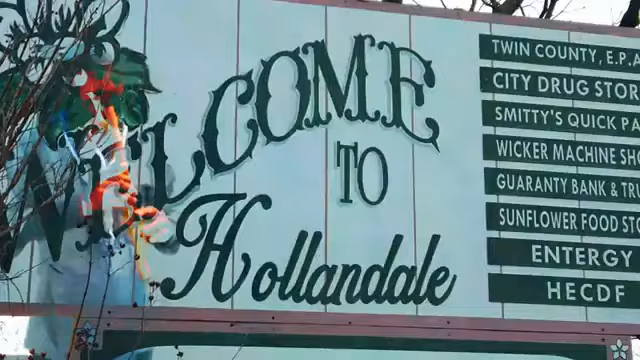 WELCOME
TO
Hollandale
TWIN COUNTY, E.P.A
CITY DRUG STOR
SMITTY'S QUICK PA
WICKER MACHINE SHO
GUARANTY BANK & TR
SUNFLOWER FOOD STO
ENTERGY
HECDF